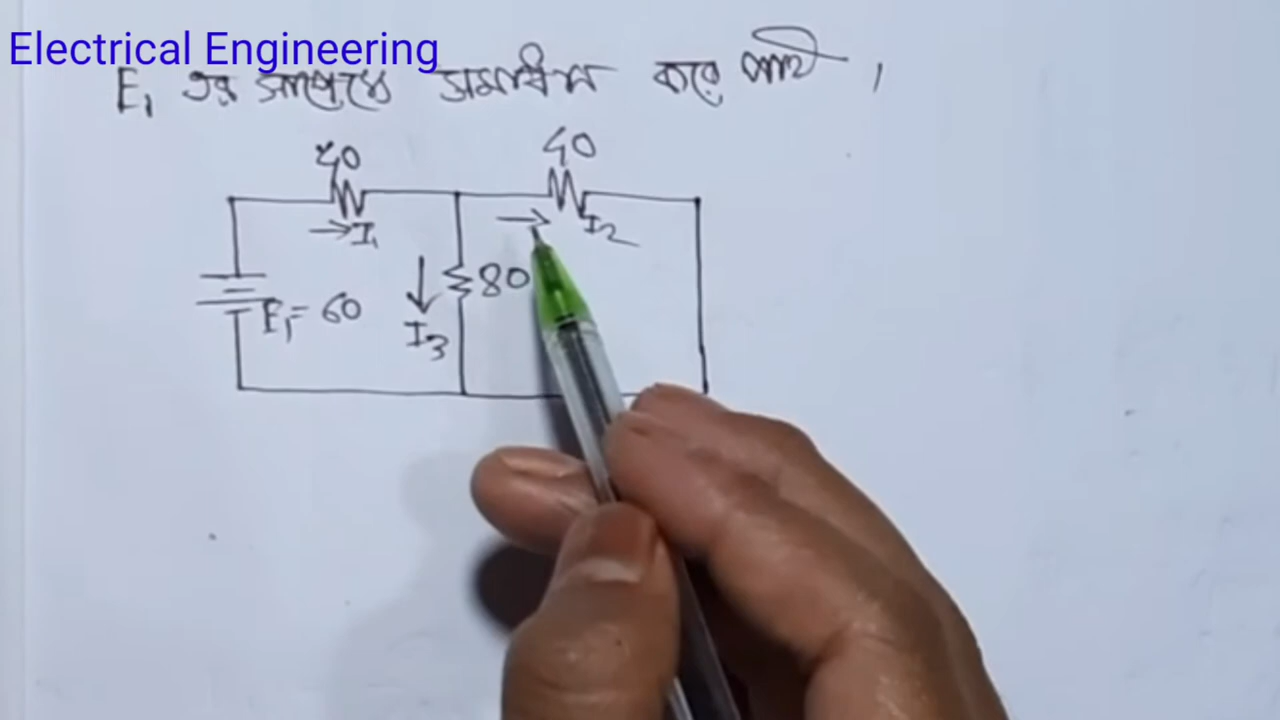 Electrical Engineering
E₁ এর সাপেক্ষে সমাধান করে পাই,
40
I₁
40
I₂
80
I₃
E₁ = 60